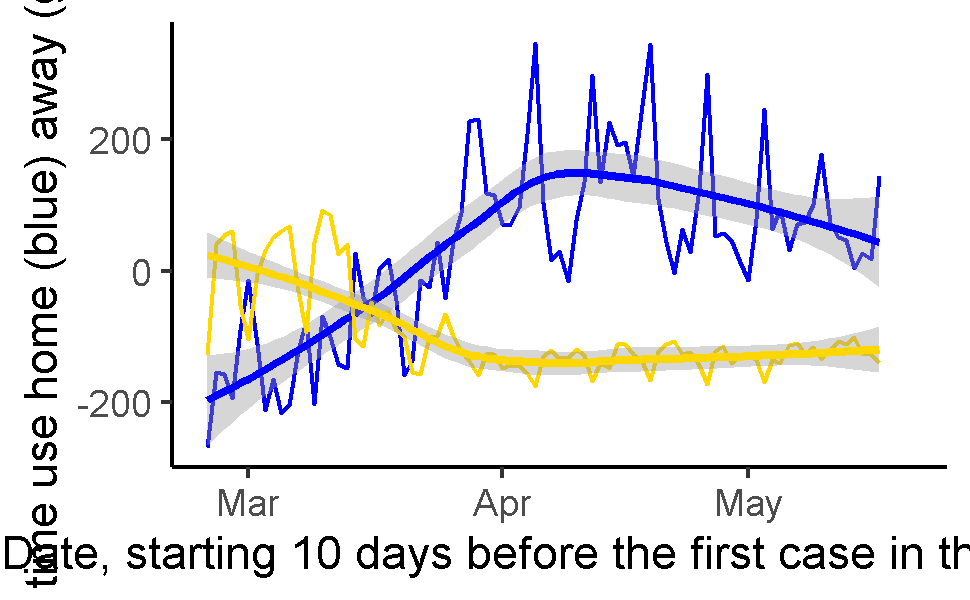 time use home (blue) away (
200
0
-200
Mar Apr May
Date, starting 10 days before the first case in th